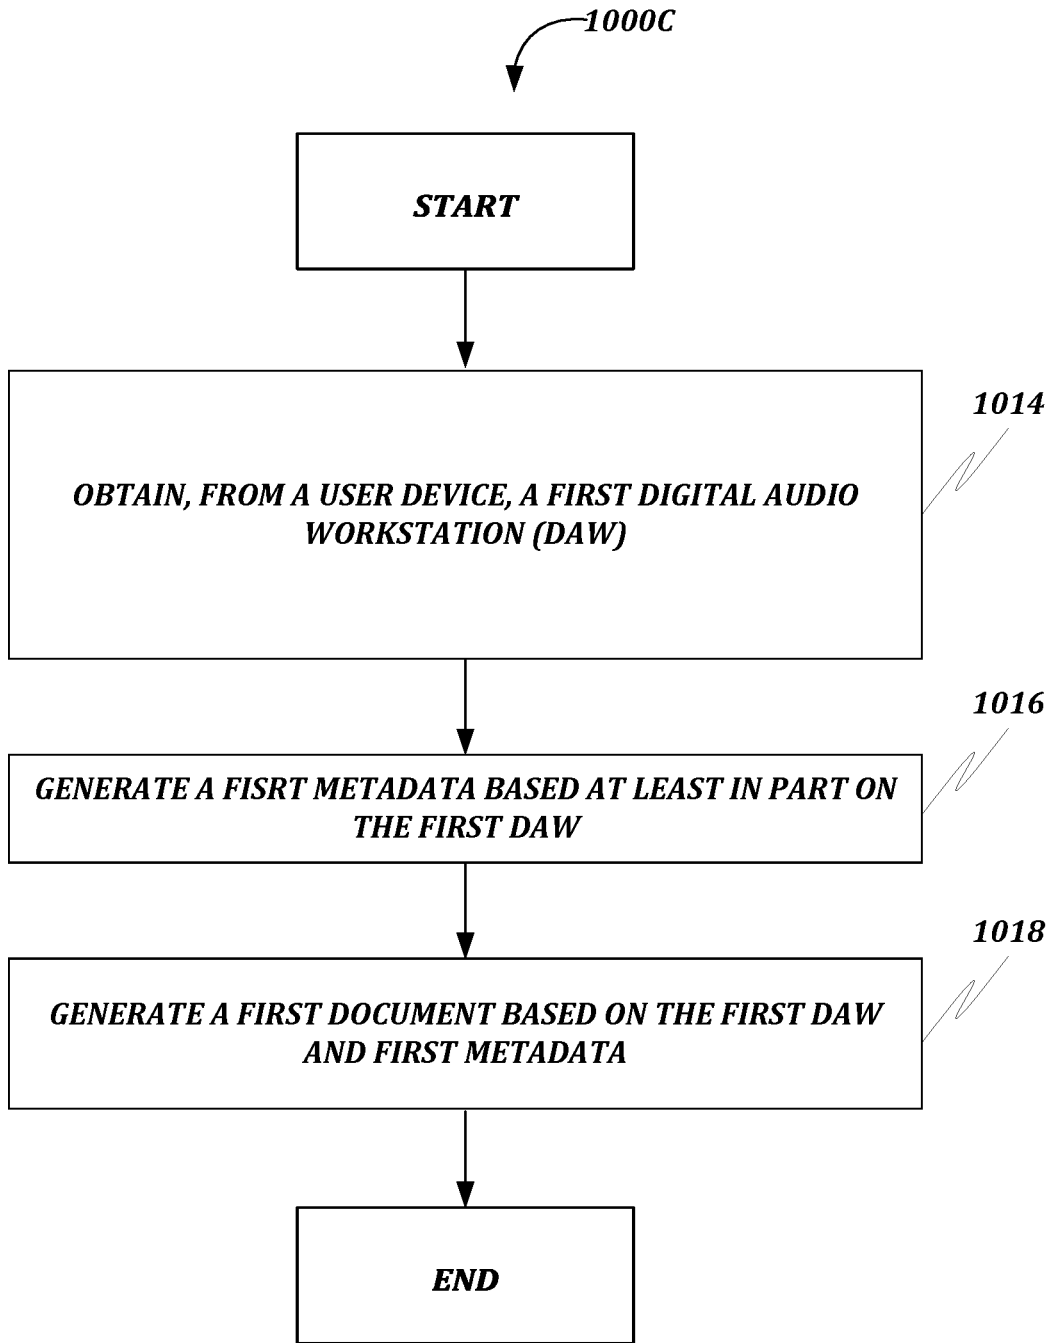 1000C
START
1014
OBTAIN, FROM A USER DEVICE, A FIRST DIGITAL AUDIO
WORKSTATION (DAW)
1016
GENERATE A FISRT METADATA BASED AT LEAST IN PART ON
THE FIRST DAW
1018
GENERATE A FIRST DOCUMENT BASED ON THE FIRST DAW
AND FIRST METADATA
END